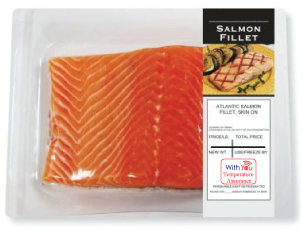 SALMON
FILLET
ATLANTIC SALMON
FILLET, SKIN ON
PRICE/LB TOTAL PRICE
NEW WT USE/FREEZE BY
With YOU
Temperature
Assurance